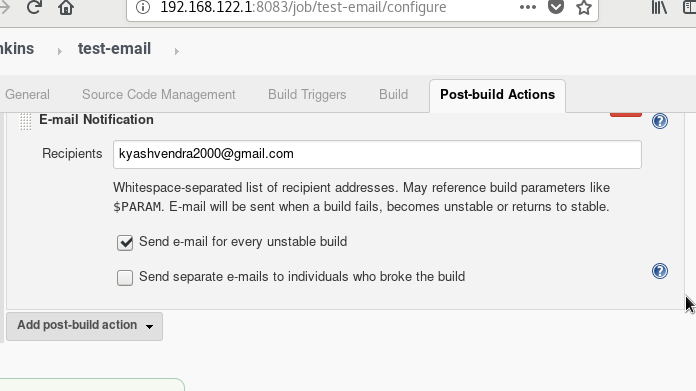 192.168.122.1:8083/job/test-email/configure
nkins › test-email ›
General Source Code Management Build Triggers Build Post-build Actions
E-mail Notification
Recipients kyashvendra2000@gmail.com
Whitespace-separated list of recipient addresses. May reference build parameters like
$PARAM. E-mail will be sent when a build fails, becomes unstable or returns to stable.
Send e-mail for every unstable build
Send separate e-mails to individuals who broke the build
Add post-build action